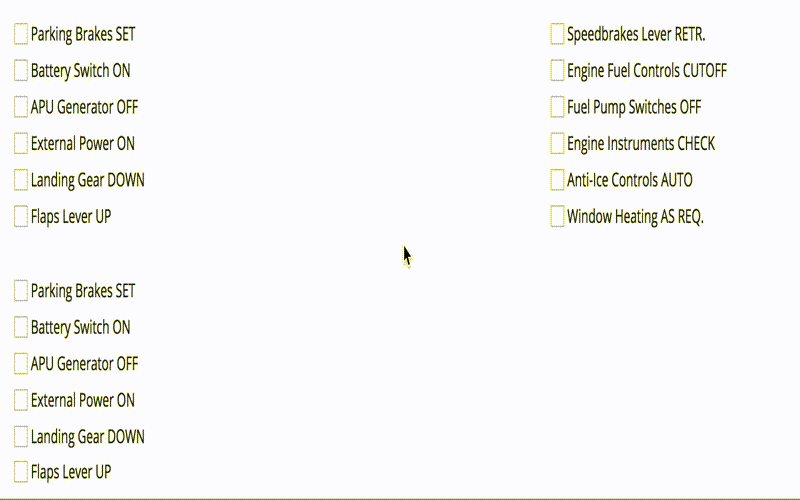 Parking Brakes SET
Battery Switch ON
APU Generator OFF
External Power ON
Landing Gear DOWN
Flaps Lever UP
Speedbrakes Lever RETR.
Engine Fuel Controls CUTOFF
Fuel Pump Switches OFF
Engine Instruments CHECK
Anti-Ice Controls AUTO
Window Heating AS REQ.
Parking Brakes SET
Battery Switch ON
APU Generator OFF
External Power ON
Landing Gear DOWN
Flaps Lever UP